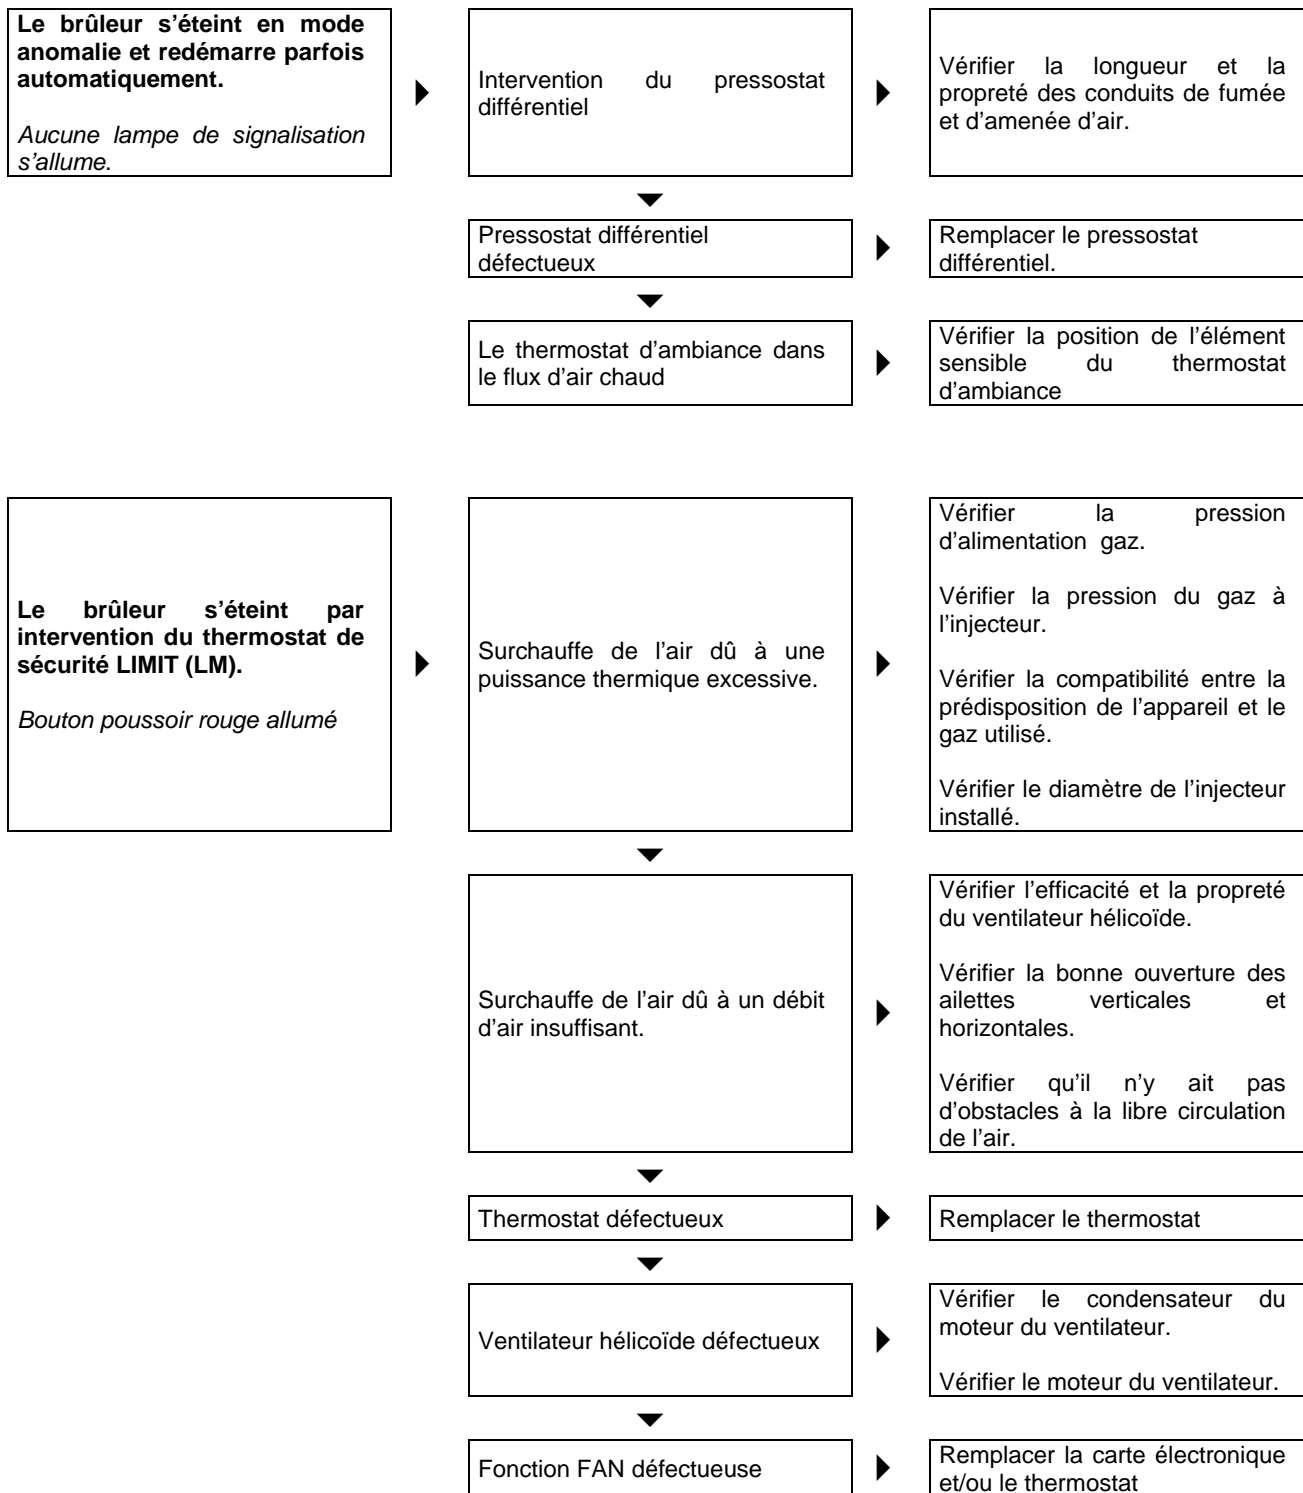 Le brûleur s’éteint en mode
anomalie et redémarre parfois
automatiquement.
Aucune lampe de signalisation
s’allume.
Intervention du pressostat
différentiel
Vérifier la longueur et la
propreté des conduits de fumée
et d’amenée d’air.
Pressostat différentiel
défectueux
Remplacer le pressostat
différentiel.
Le thermostat d’ambiance dans
le flux d’air chaud
Vérifier la position de l’élément
sensible du thermostat
d’ambiance
Le brûleur s’éteint par
intervention du thermostat de
sécurité LIMIT (LM).
Bouton poussoir rouge allumé
Surchauffe de l’air dû à une
puissance thermique excessive.
Vérifier la pression
d’alimentation gaz.
Vérifier la pression du gaz à
l’injecteur.
Vérifier la compatibilité entre la
prédisposition de l’appareil et le
gaz utilisé.
Vérifier le diamètre de l’injecteur
installé.
Surchauffe de l’air dû à un débit
d’air insuffisant.
Vérifier l’efficacité et la propreté
du ventilateur hélicoïde.
Vérifier la bonne ouverture des
ailettes verticales et
horizontales.
Vérifier qu’il n’y ait pas
d’obstacles à la libre circulation
de l’air.
Thermostat défectueux
Remplacer le thermostat
Ventilateur hélicoïde défectueux
Vérifier le condensateur du
moteur du ventilateur.
Vérifier le moteur du ventilateur.
Fonction FAN défectueuse
Remplacer la carte électronique
et/ou le thermostat